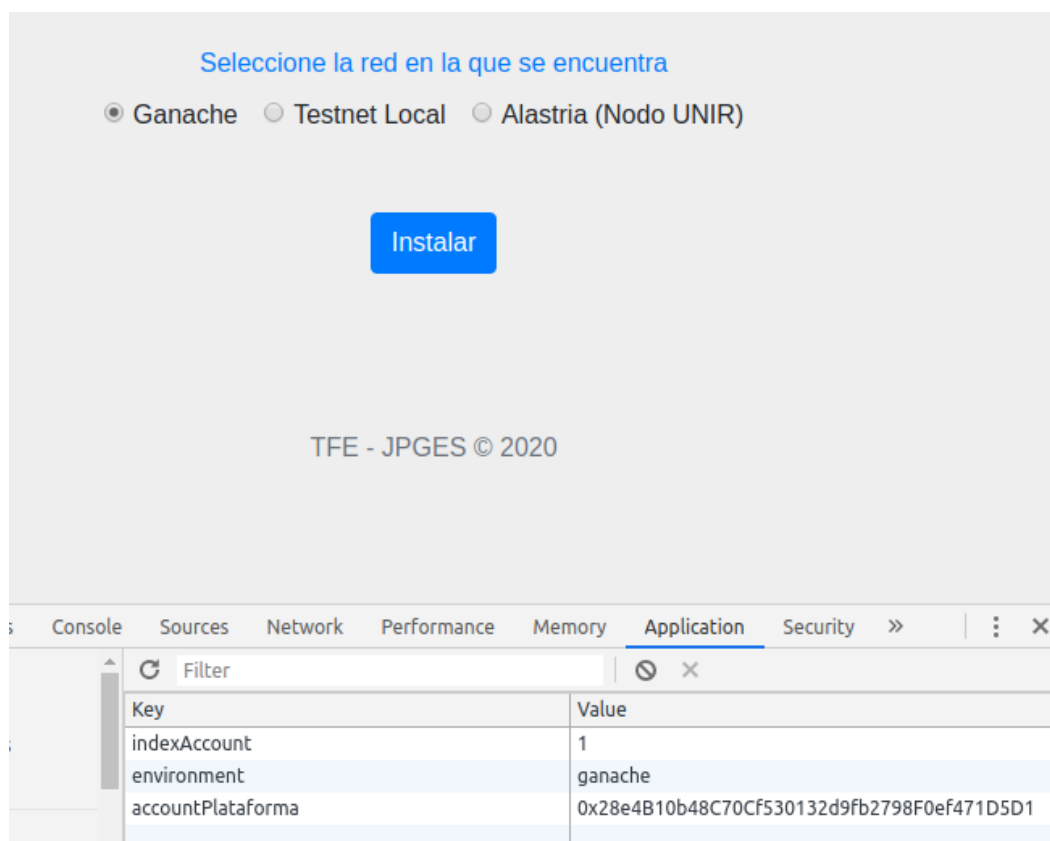 Seleccione la red en la que se encuentra
Ganache Testnet Local Alastria (Nodo UNIR)
Instalar
TFE - JPGES © 2020
s Console Sources Network Performance Memory Application Security »
Filter
Key Value
indexAccount 1
environment ganache
accountPlataforma 0x28e4B10b48C70Cf530132d9fb2798F0ef471D5D1